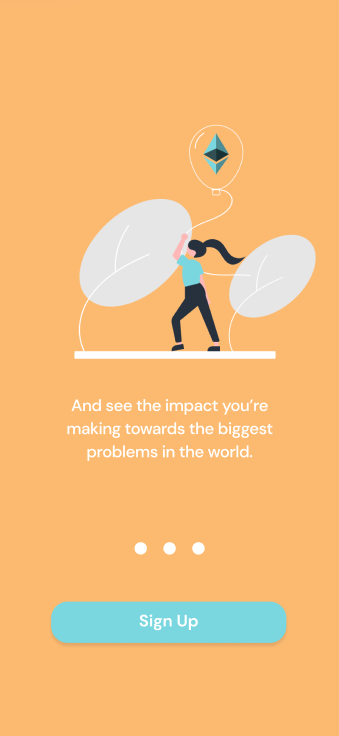 And see the impact you’re
making towards the biggest
problems in the world.
Sign Up